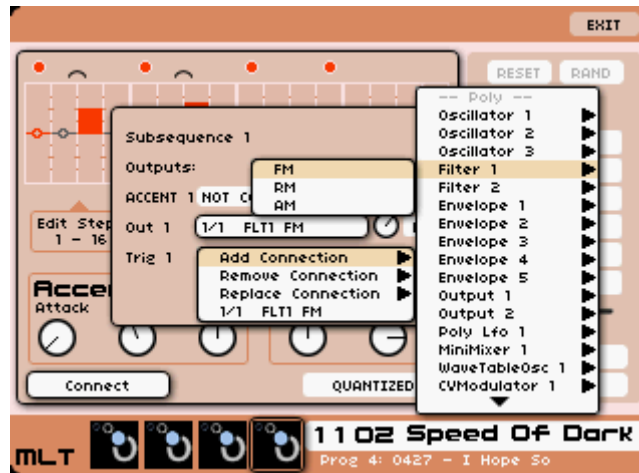 EXIT
RESET RAND
-- Poly --
Oscillator 1
Oscillator 2
Oscillator 3
Filter 1
Filter 2
Envelope 1
Envelope 2
Envelope 3
Envelope 4
Envelope 5
Output 1
Output 2
Poly Lfo 1
MiniMixer 1
WaveTableOsc 1
CVModulator 1
Subsequence 1
Outputs:
FM
RM
AM
ACCENT 1 NOT
Out 1 1/1 FLT1 FM
Trig 1
Add Connection
Remove Connection
Replace Connection
1/1 FLT1 FM
Edit Step
1 - 16
Attack
Connect
QUANTIZED
MLT
1102 Speed Of Dark
Prog 4: 0427 - I Hope So